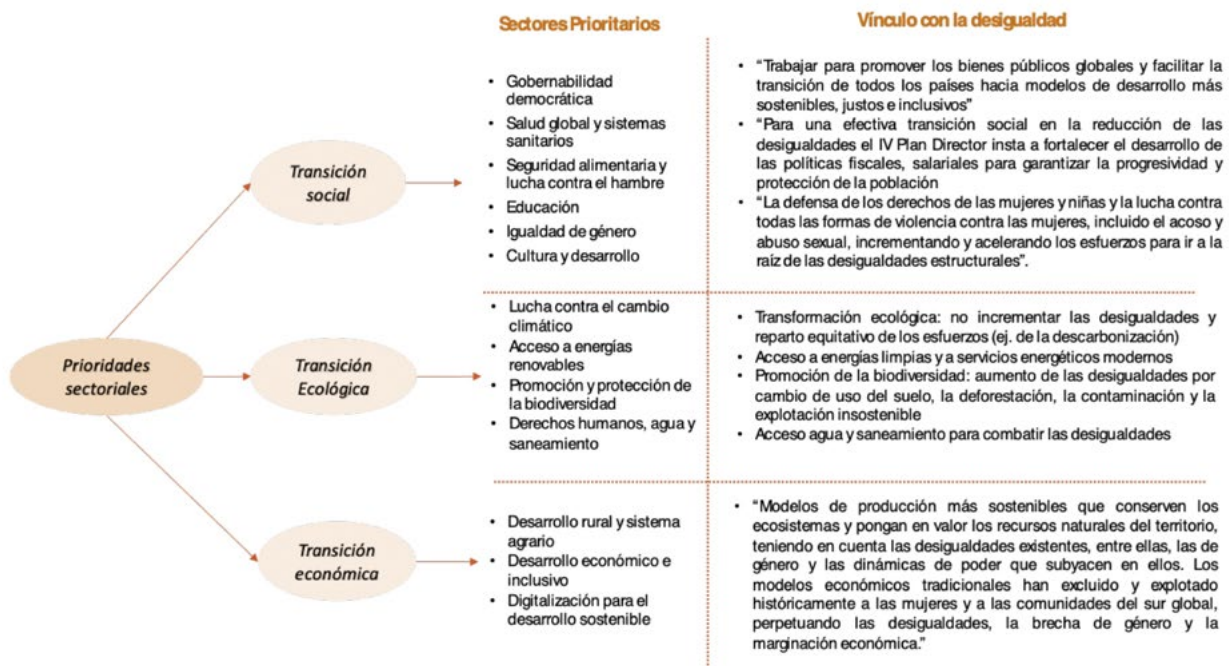 Sectores Prioritarios
Vínculo con la desigualdad
Prioridades
sectoriales
Transición
social
• Gobernabilidad
democrática
• Salud global y sistemas
sanitarios
• Seguridad alimentaria y
lucha contra el hambre
• Educación
• Igualdad de género
• Cultura y desarrollo
• “Trabajar para promover los bienes públicos globales y facilitar la
transición de todos los países hacia modelos de desarrollo más
sostenibles, justos e inclusivos”
• “Para una efectiva transición social en la reducción de las
desigualdades el IV Plan Director insta a fortalecer el desarrollo de
las políticas fiscales, salariales para garantizar la progresividad y
protección de la población
• “La defensa de los derechos de las mujeres y niñas y la lucha contra
todas las formas de violencia contra las mujeres, incluido el acoso y
abuso sexual, incrementando y acelerando los esfuerzos para ir a la
raíz de las desigualdades estructurales”.
Transición
Ecológica
• Lucha contra el cambio
climático
• Acceso a energías
renovables
• Promoción y protección de
la biodiversidad
• Derechos humanos, agua y
saneamiento
• Transformación ecológica: no incrementar las desigualdades y
reparto equitativo de los esfuerzos (ej. de la descarbonización)
• Acceso a energías limpias y a servicios energéticos modernos
• Promoción de la biodiversidad: aumento de las desigualdades por
cambio de uso del suelo, la deforestación, la contaminación y la
explotación insostenible
• Acceso agua y saneamiento para combatir las desigualdades
Transición
económica
• Desarrollo rural y sistema
agrario
• Desarrollo económico e
inclusivo
• Digitalización para el
desarrollo sostenible
• “Modelos de producción más sostenibles que conserven los
ecosistemas y pongan en valor los recursos naturales del territorio,
teniendo en cuenta las desigualdades existentes, entre ellas, las de
género y las dinámicas de poder que subyacen en ellos. Los
modelos económicos tradicionales han excluido y explotado
históricamente a las mujeres y a las comunidades del sur global,
perpetuando las desigualdades, la brecha de género y la
marginación económica.”